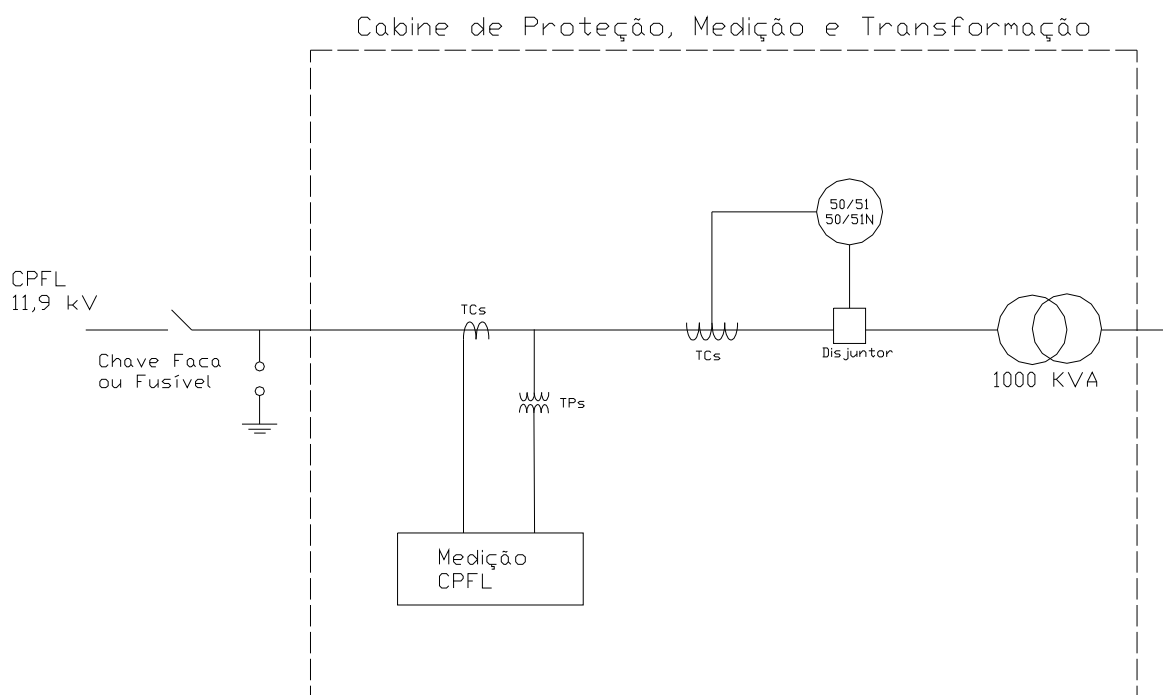 Cabine de Proteção, Medição e Transformação
50/51
50/51N
CPFL
11,9 kV
TCs
Chave Faca
ou Fusível
TCs
Disjuntor
1000 KVA
TPs
Medição
CPFL